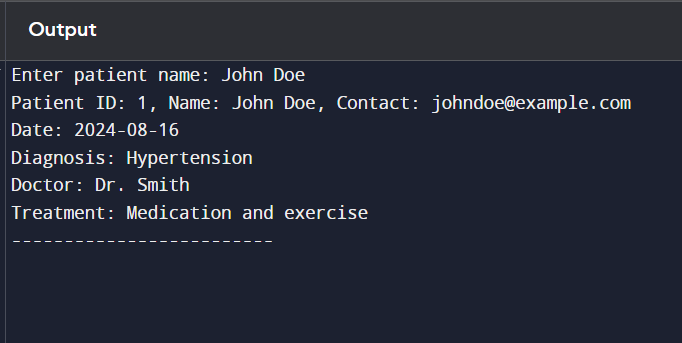 Output
Enter patient name: John Doe
Patient ID: 1, Name: John Doe, Contact: johndoe@example.com
Date: 2024-08-16
Diagnosis: Hypertension
Doctor: Dr. Smith
Treatment: Medication and exercise
-------------------------